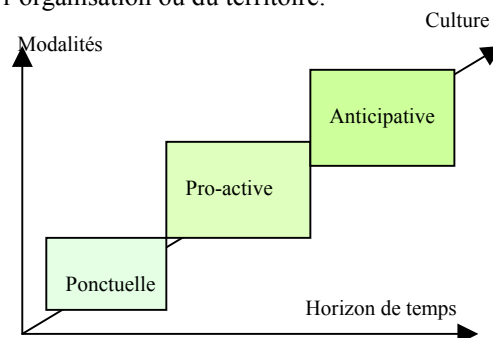 l'organisation ou du territoire.
Culture
Modalités
Anticipative
Pro-active
Ponctuelle
Horizon de temps